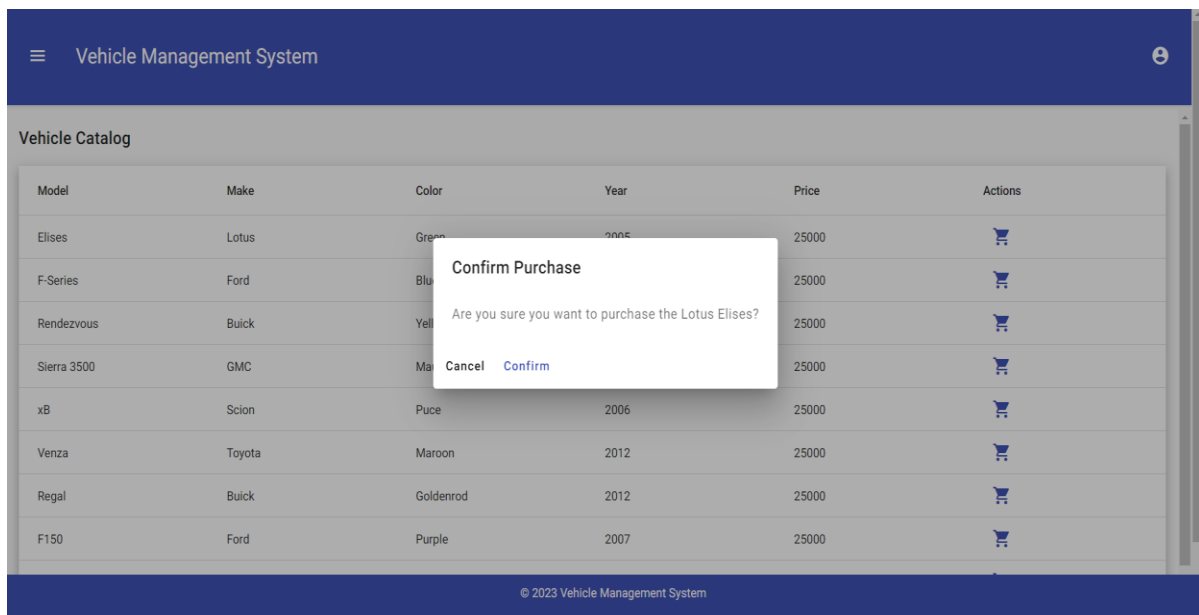 Vehicle Management System
Vehicle Catalog
Model Make Color Year Price Actions
Elises Lotus Green 2005 25000
F-Series Ford 25000
Rendezvous Buick 25000
Sierra 3500 GMC 25000
xB Scion Puce 2006 25000
Venza Toyota Maroon 2012 25000
Regal Buick Goldenrod 2012 25000
F150 Ford Purple 2007 25000
Confirm Purchase
Are you sure you want to purchase the Lotus Elises?
Cancel Confirm
© 2023 Vehicle Management System